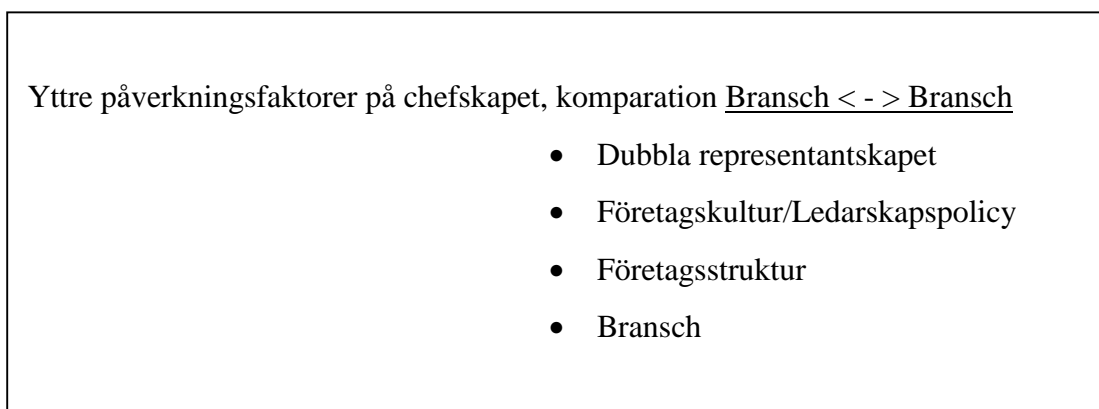 Yttre påverkningsfaktorer på chefskapet, komparation Bransch < - > Bransch
• Dubbla representantskapet
• Företagskultur/Ledarskapspolicy
• Företagsstruktur
• Bransch